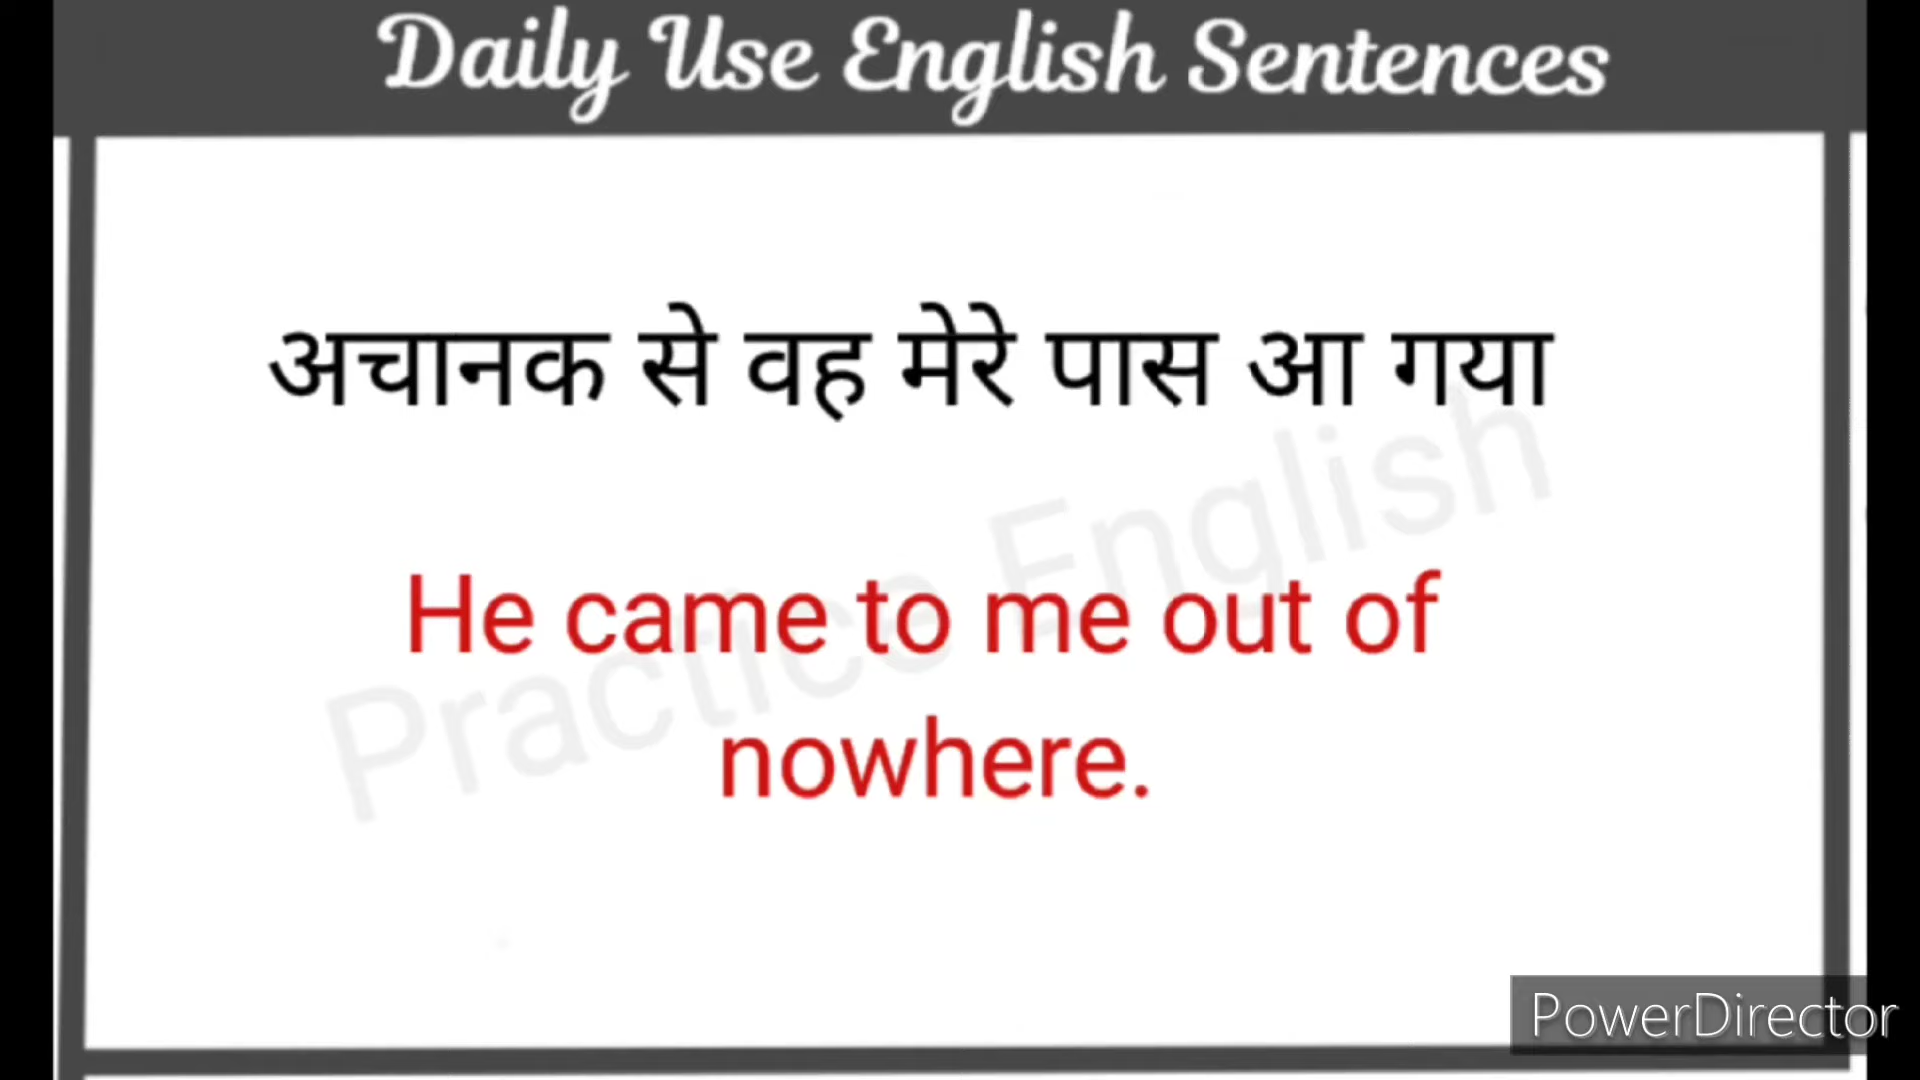 Daily Use English Sentences
अचानक से वह मेरे पास आ गया
Practice English
He came to me out of
nowhere.
PowerDirector